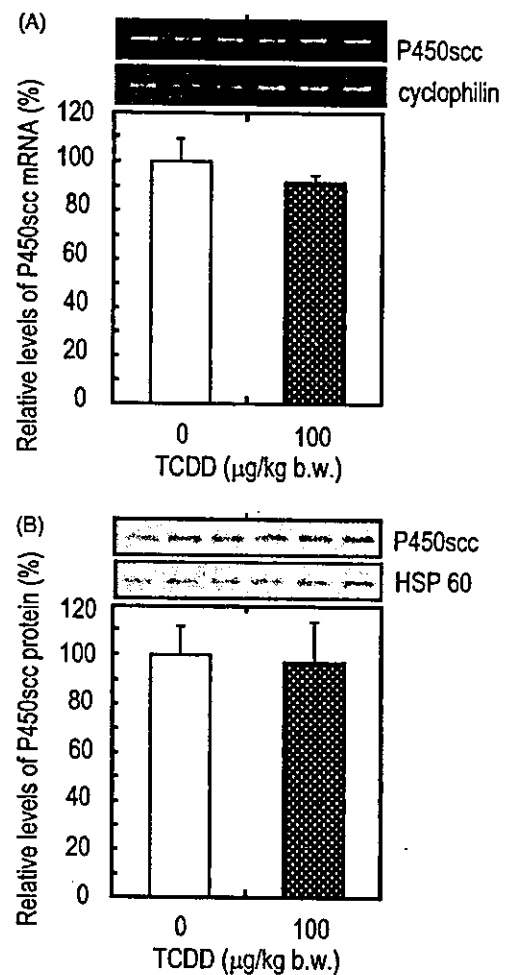 (A)
P450scc
cyclophilin
Relative levels of P450scc mRNA (%)
120
100
80
60
40
20
0
0 100
TCDD (μg/kg b.w.)
(B)
P450scc
HSP 60
Relative levels of P450scc protein (%)
120
100
80
60
40
20
0
0 100
TCDD (μg/kg b.w.)